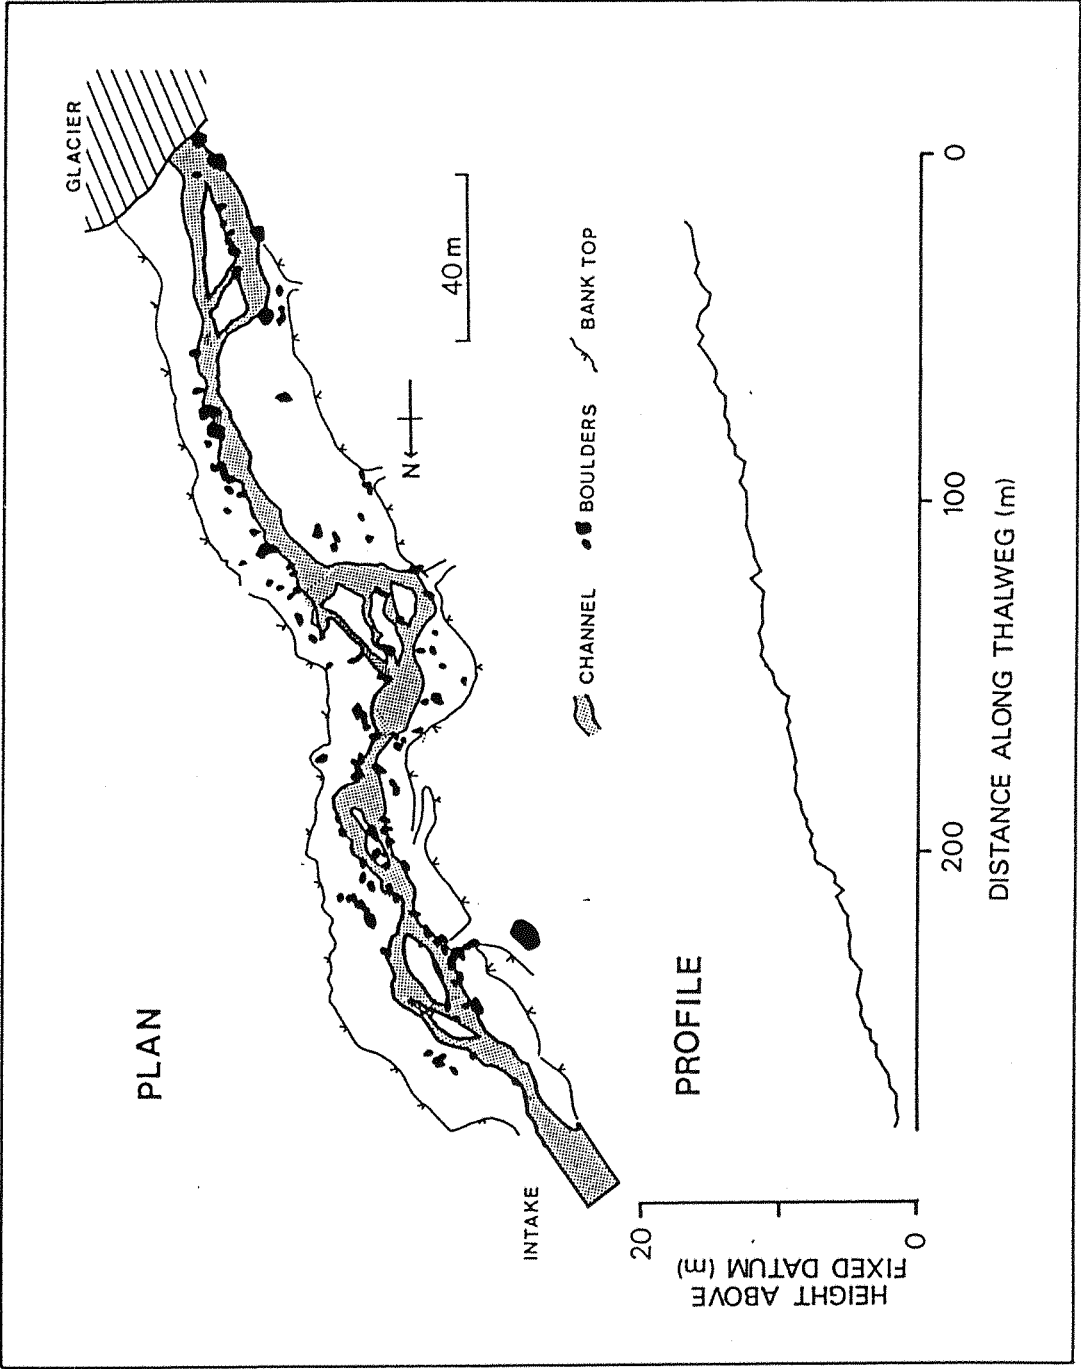 PLAN
GLACIER
40 m
N
INTAKE
CHANNEL
BOULDERS
BANK TOP
PROFILE
20
0
HEIGHT ABOVE
FIXED DATUM (m)
0
100
200
DISTANCE ALONG THALWEG (m)